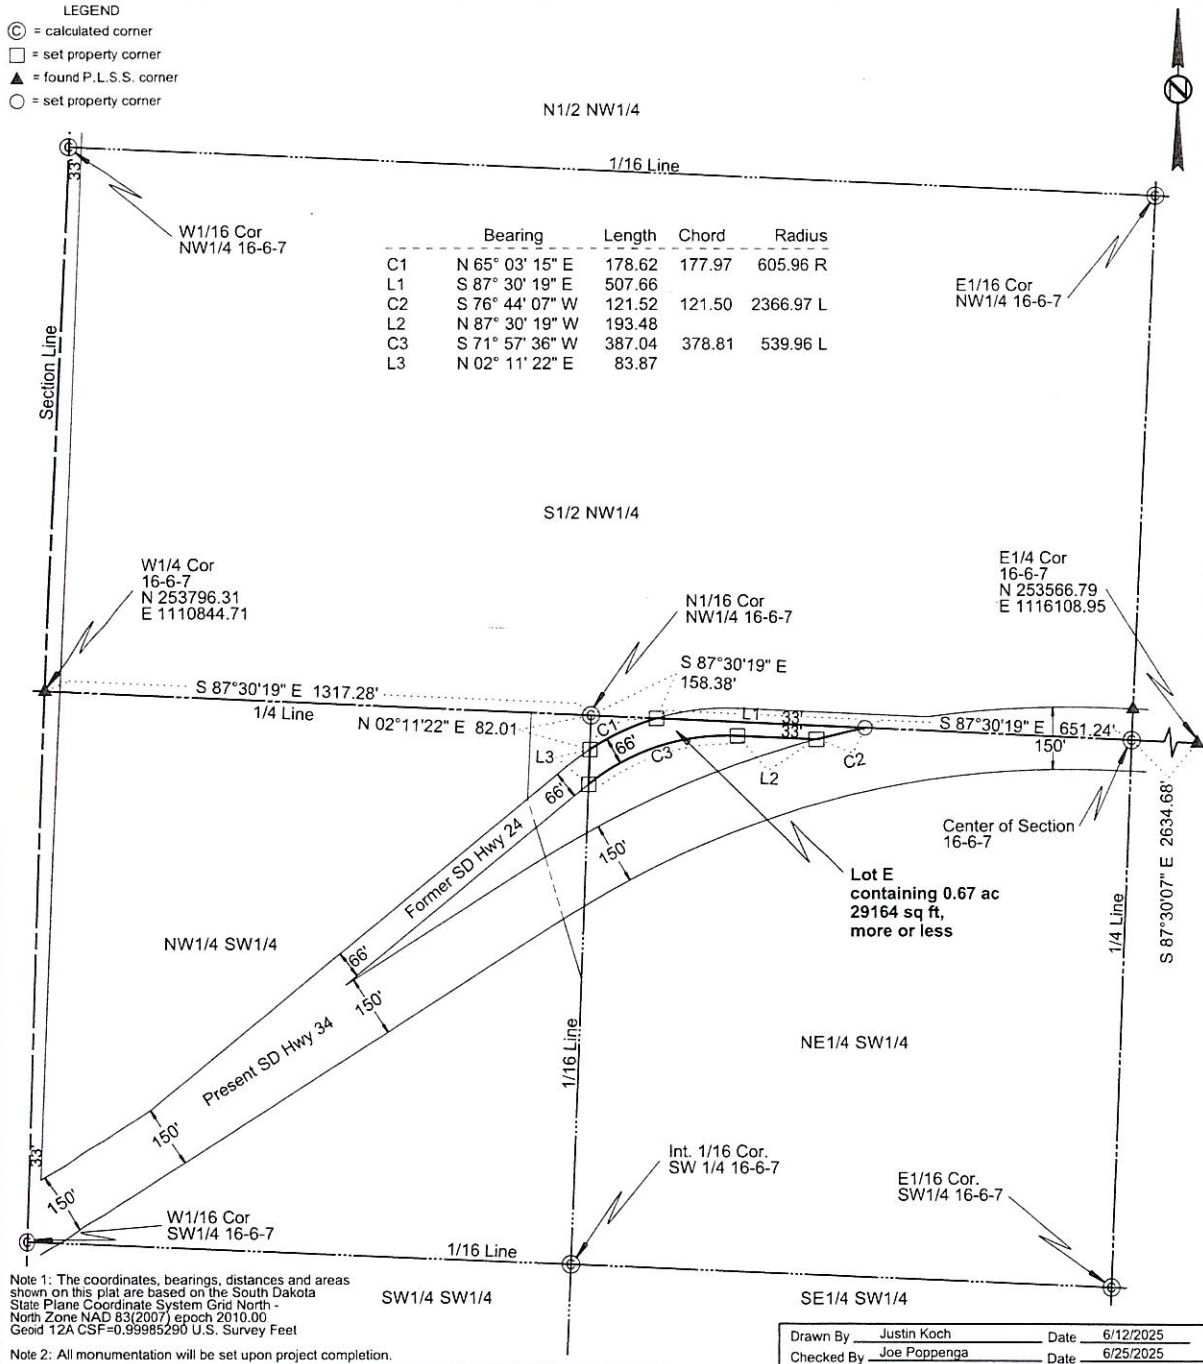 LEGEND
Ⓒ = calculated corner
□ = set property corner
▲ = found P.L.S.S. corner
○ = set property corner
N
N1/2 NW1/4
C
33'
1/16 Line
C
W1/16 Cor
NW1/4 16-6-7
E1/16 Cor
NW1/4 16-6-7
Bearing Length Chord Radius
C1 N 65° 03' 15" E 178.62 177.97 605.96 R
L1 S 87° 30' 19" E 507.66
C2 S 76° 44' 07" W 121.52 121.50 2366.97 L
L2 N 87° 30' 19" W 193.48
C3 S 71° 57' 36" W 387.04 378.81 539.96 L
L3 N 02° 11' 22" E 83.87
Section Line
S1/2 NW1/4
W1/4 Cor
16-6-7
N 253796.31
E 1110844.71
E1/4 Cor
16-6-7
N 253566.79
E 1116108.95
N1/16 Cor
NW1/4 16-6-7
S 87°30'19" E
158.38'
S 87°30'19" E 1317.28'
1/4 Line
C
N 02°11'22" E 82.01
C1
L1
33'
33'
S 87°30'19" E 651.24'
150'
C
L3
66'
C3
L2
C2
66'
Former SD Hwy 24
150'
Center of Section
16-6-7
S 87°30'07" E 2634.68'
Lot E
containing 0.67 ac
29164 sq ft,
more or less
1/4 Line
NW1/4 SW1/4
66'
150'
Present SD Hwy 34
1/16 Line
NE1/4 SW1/4
150'
33'
150'
Int. 1/16 Cor.
SW 1/4 16-6-7
E1/16 Cor.
SW1/4 16-6-7
W1/16 Cor
SW1/4 16-6-7
C
1/16 Line
C
C
SW1/4 SW1/4
SE1/4 SW1/4
Note 1: The coordinates, bearings, distances and areas
shown on this plat are based on the South Dakota
State Plane Coordinate System Grid North -
North Zone NAD 83(2007) epoch 2010.00
Geoid 12A CSF=0.99985290 U.S. Survey Feet
Note 2: All monumentation will be set upon project completion.
Drawn By Justin Koch Date 6/12/2025
Checked By Joe Poppenga Date 6/25/2025